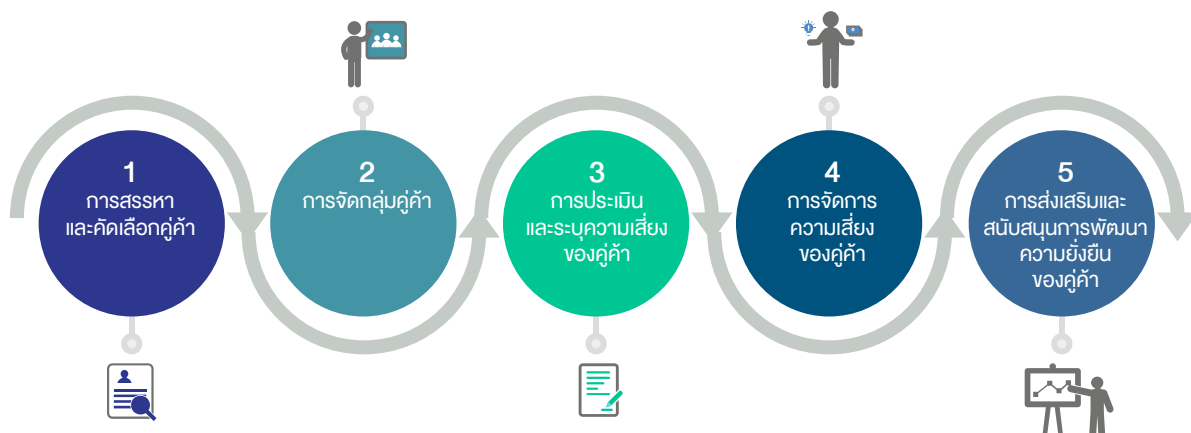 1
การสรรหา
และคัดเลือกคู่ค้า
2
การจัดกลุ่มคู่ค้า
3
การประเมิน
และระบุความเสี่ยง
ของคู่ค้า
4
การจัดการ
ความเสี่ยง
ของคู่ค้า
5
การส่งเสริมและ
สนับสนุนการพัฒนา
ความยั่งยืน
ของคู่ค้า